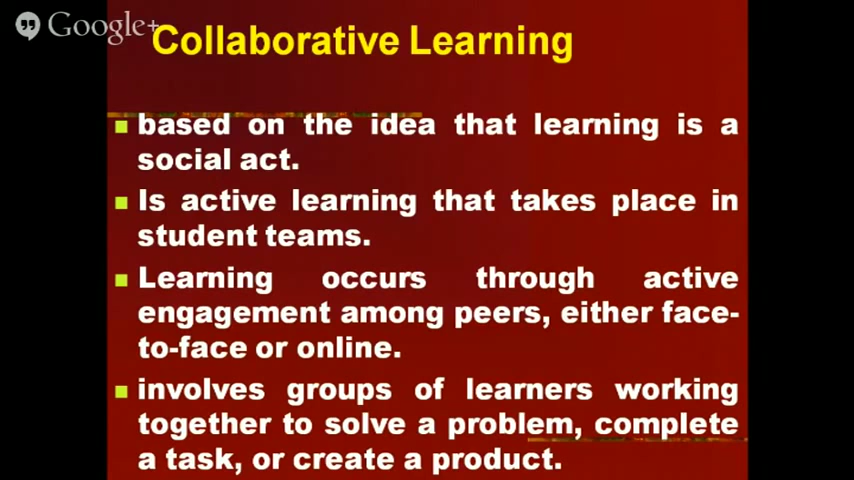 Google+
Collaborative Learning
based on the idea that learning is a
social act.
Is active learning that takes place in
student teams.
Learning occurs through active
engagement among peers, either face-
to-face or online.
involves groups of learners working
together to solve a problem, complete
a task, or create a product.